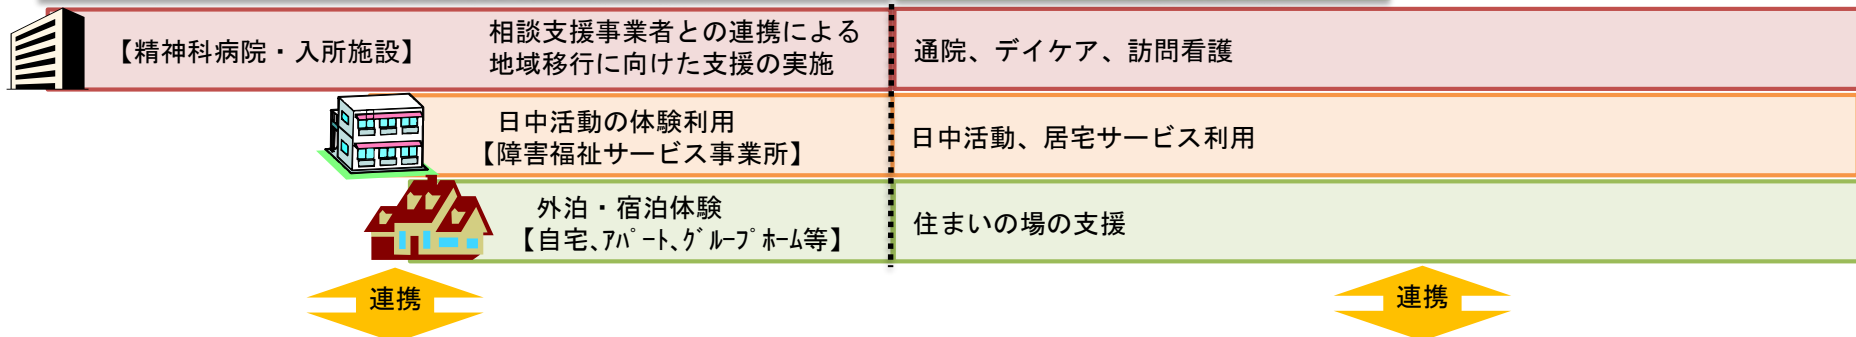 【精神科病院・入所施設】
相談支援事業者との連携による
地域移行に向けた支援の実施
通院、デイケア、訪問看護
日中活動の体験利用
【障害福祉サービス事業所】
日中活動、居宅サービス利用
外泊・宿泊体験
【自宅、ｱﾊﾟｰﾄ、ｸﾞﾙｰﾌﾟﾎｰﾑ等】
住まいの場の支援
連携
連携